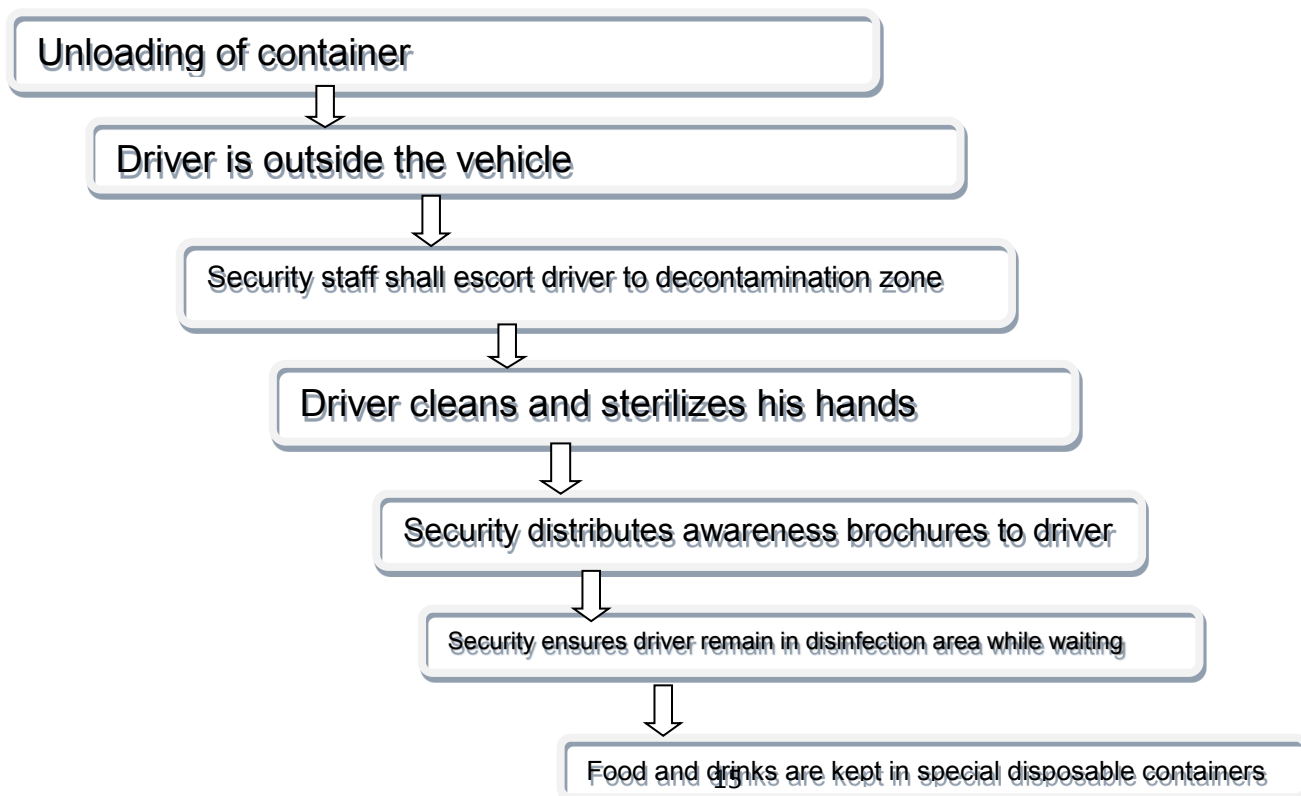 Unloading of container
Driver is outside the vehicle
Security staff shall escort driver to decontamination zone
Driver cleans and sterilizes his hands
Security distributes awareness brochures to driver
Security ensures driver remain in disinfection area while waiting
Food and drinks are kept in special disposable containers
15